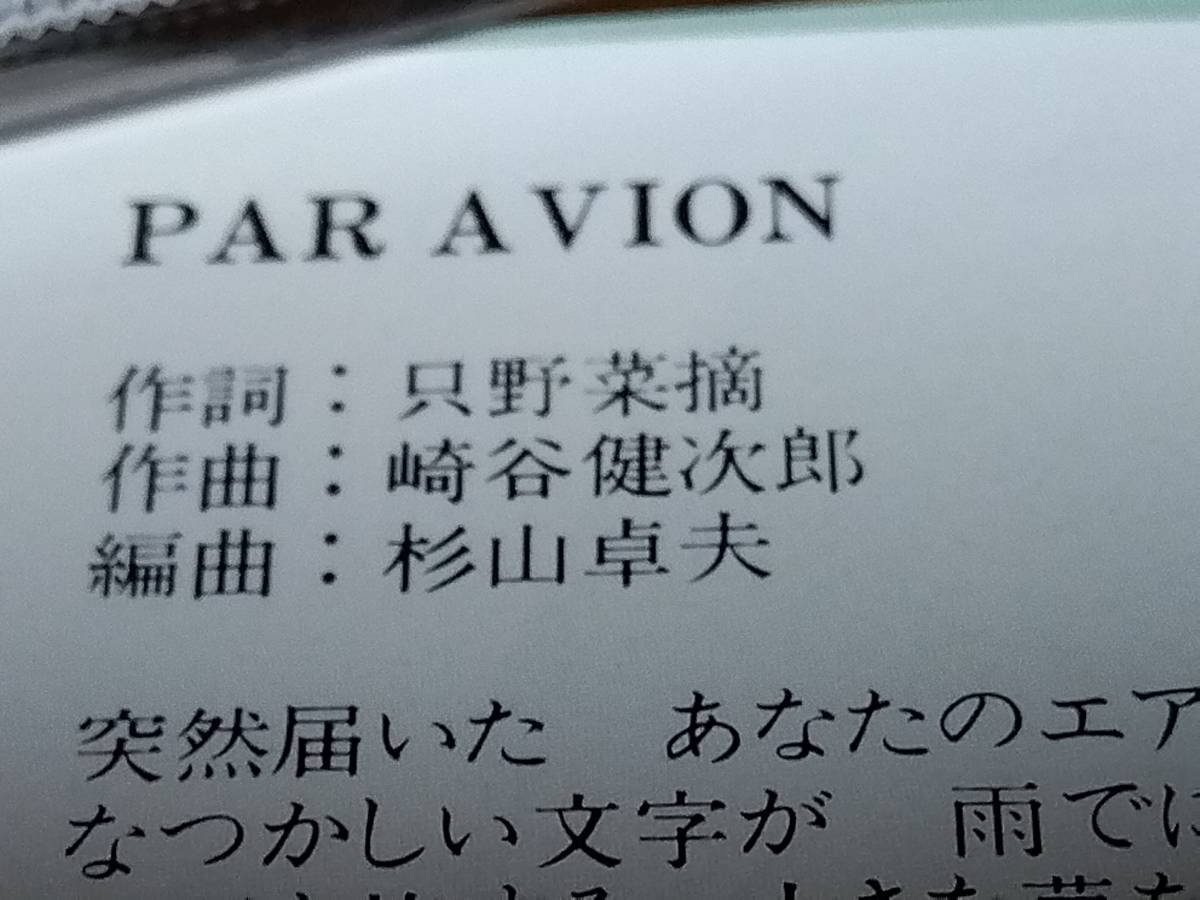 PAR AVION
作詞：只野菜摘
作曲：崎谷健次郎
編曲：杉山卓夫
突然届いた　あなたのエア
なつかしい文字が　雨で